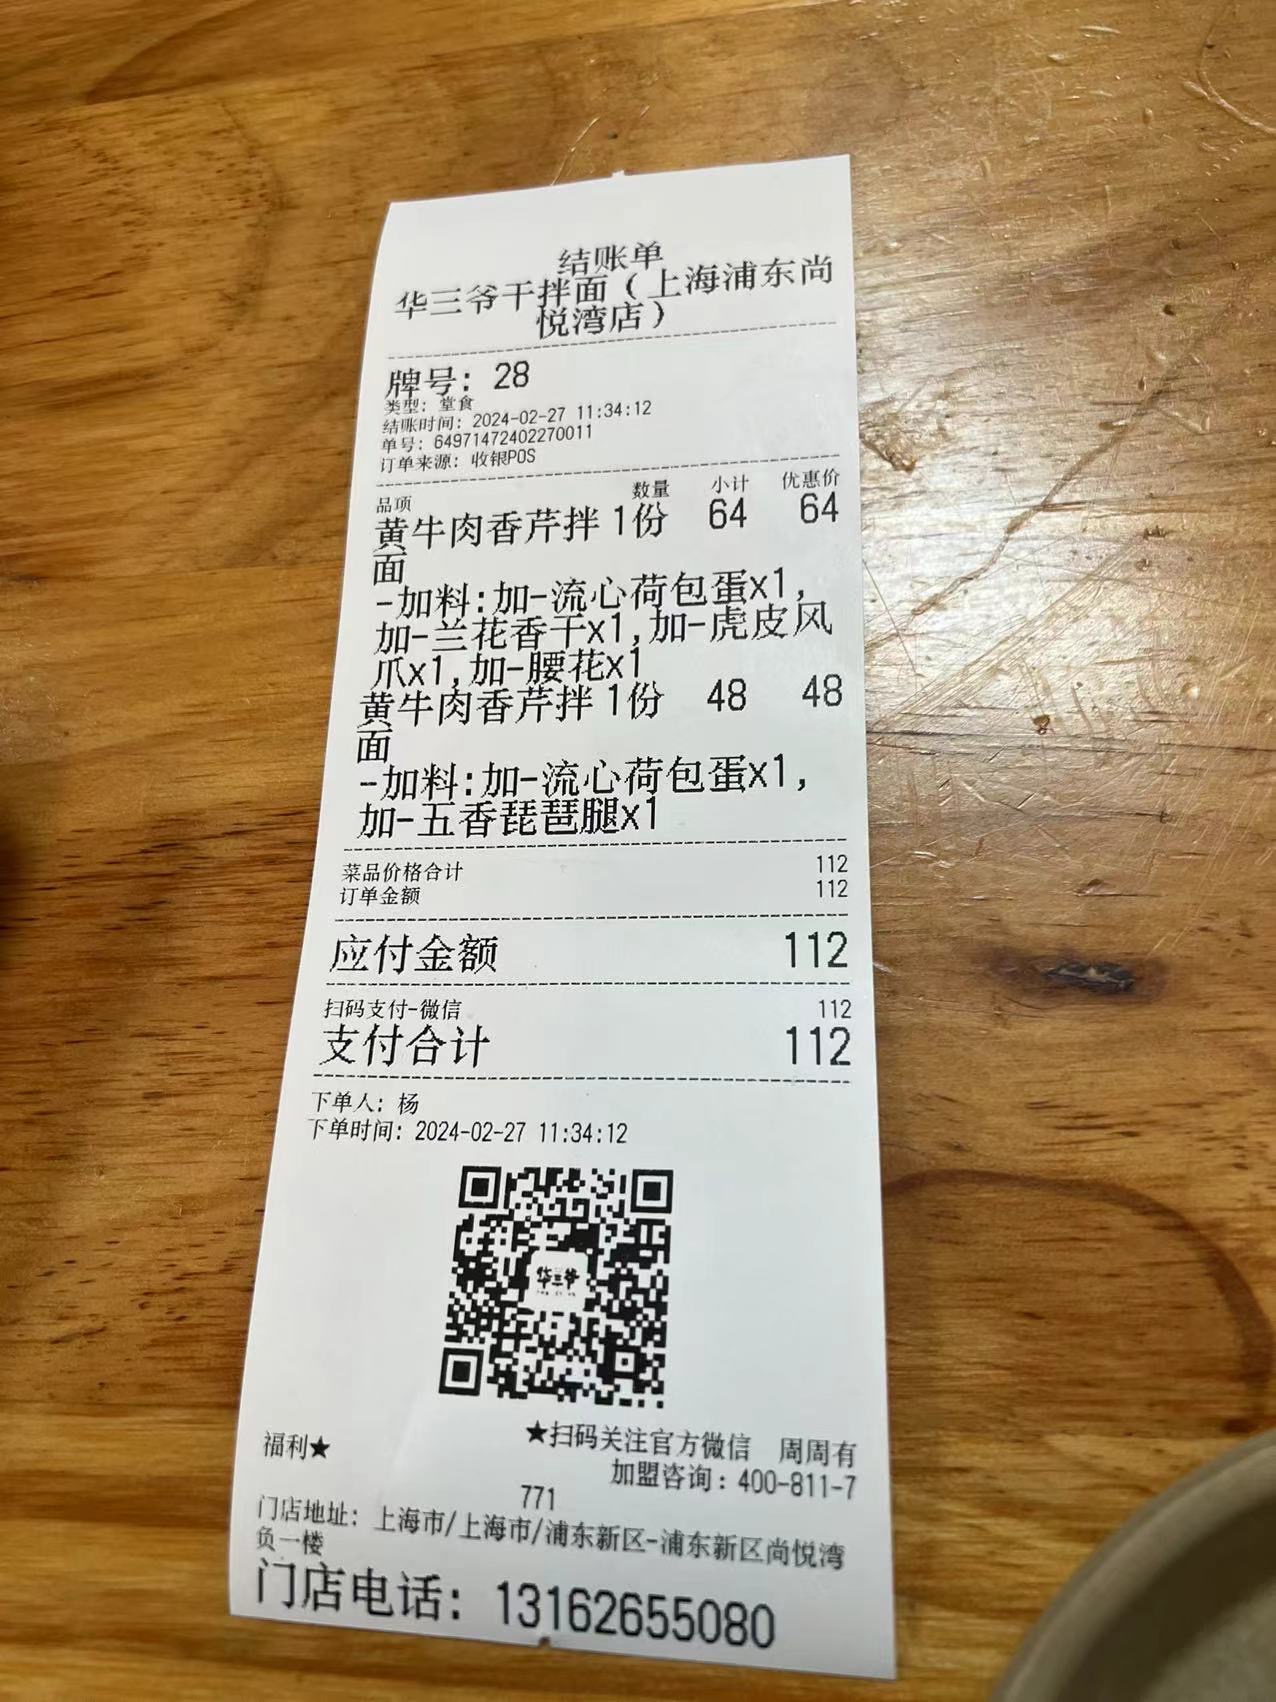 结账单
华三爷干拌面（上海浦东尚
悦湾店）
牌号: 28
类型: 堂食
结账时间: 2024-02-27 11:34:12
单号: 64971472402270011
订单来源: 收银POS
品项 数量 小计 优惠价
黄牛肉香芹拌 1份 64 64
面
-加料:加-流心荷包蛋x1,
加-兰花香干x1,加-虎皮凤
爪x1,加-腰花x1
黄牛肉香芹拌 1份 48 48
面
-加料:加-流心荷包蛋x1,
加-五香琵琶腿x1
菜品价格合计 112
订单金额 112
应付金额 112
扫码支付-微信 112
支付合计 112
下单人: 杨
下单时间: 2024-02-27 11:34:12
华三爷
★扫码关注官方微信 周周有
福利★
加盟咨询: 400-811-7
771
门店地址: 上海市/上海市/浦东新区-浦东新区尚悦湾
负一楼
门店电话: 13162655080